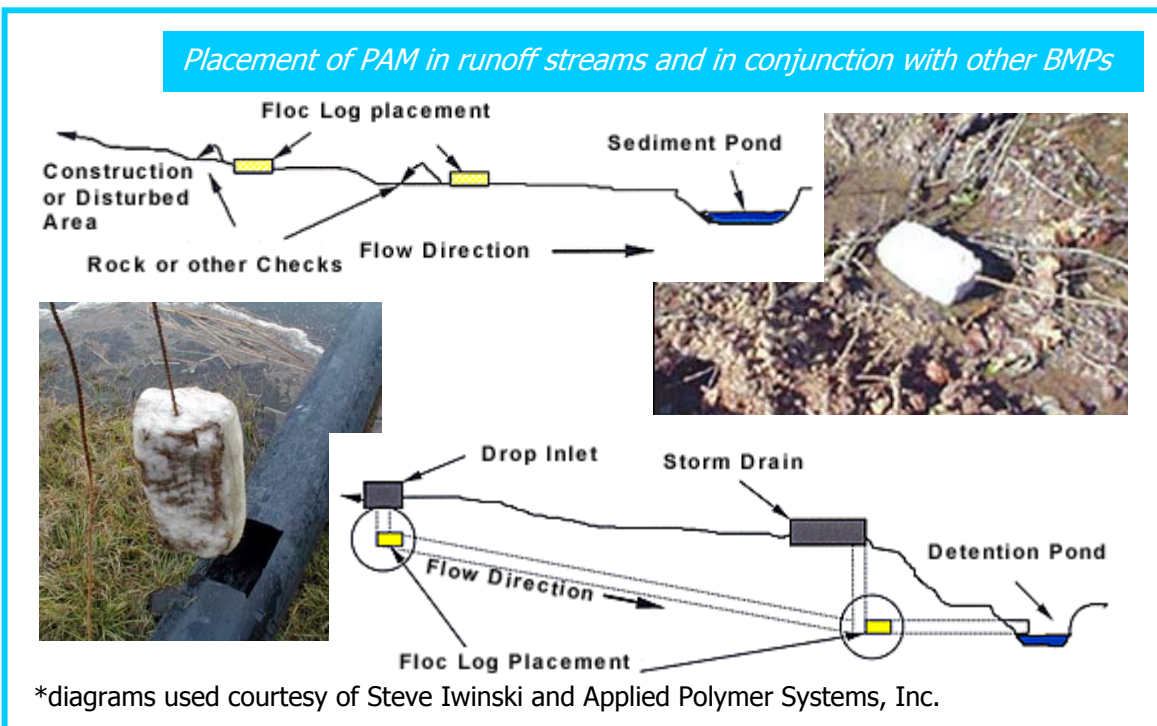 Placement of PAM in runoff streams and in conjunction with other BMPs
Floc Log placement
Sediment Pond
Construction
or Disturbed
Area
Rock or other Checks
Flow Direction
Drop Inlet
Storm Drain
Detention Pond
Flow Direction
Floc Log Placement
*diagrams used courtesy of Steve Iwinski and Applied Polymer Systems, Inc.